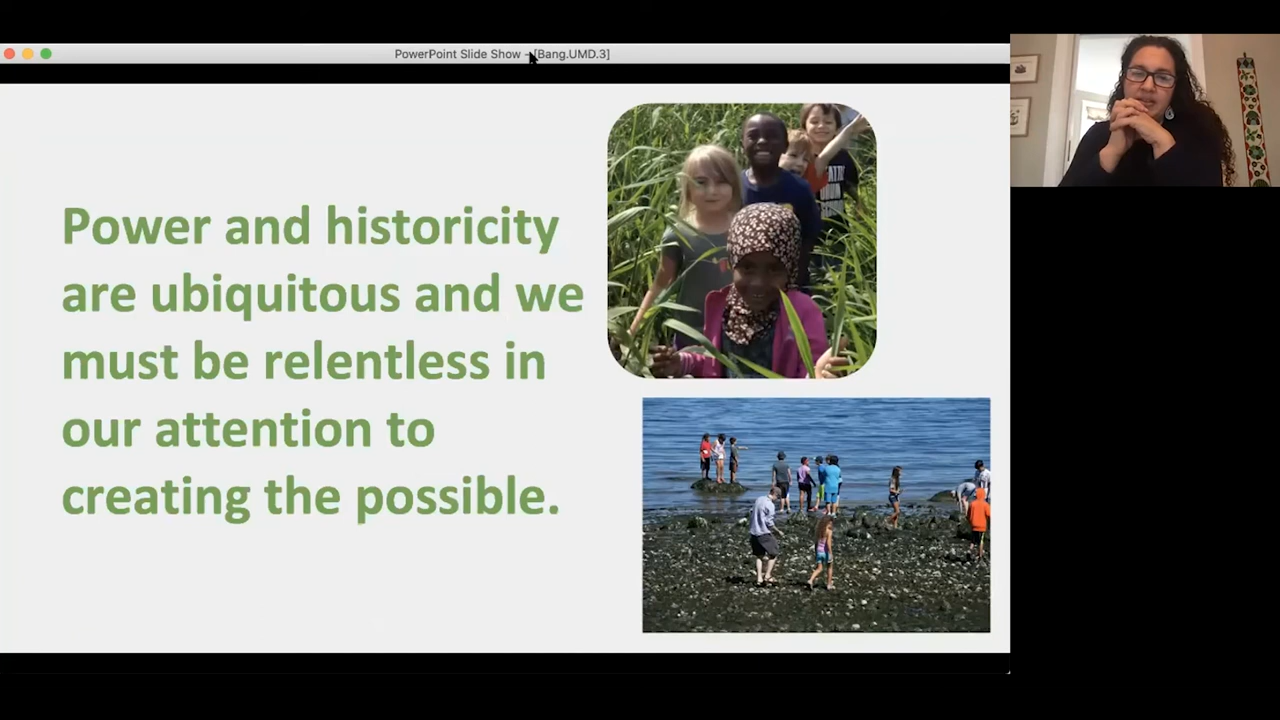 PowerPoint Slide Show - [Bang.UMD.3]
Power and historicity
are ubiquitous and we
must be relentless in
our attention to
creating the possible.